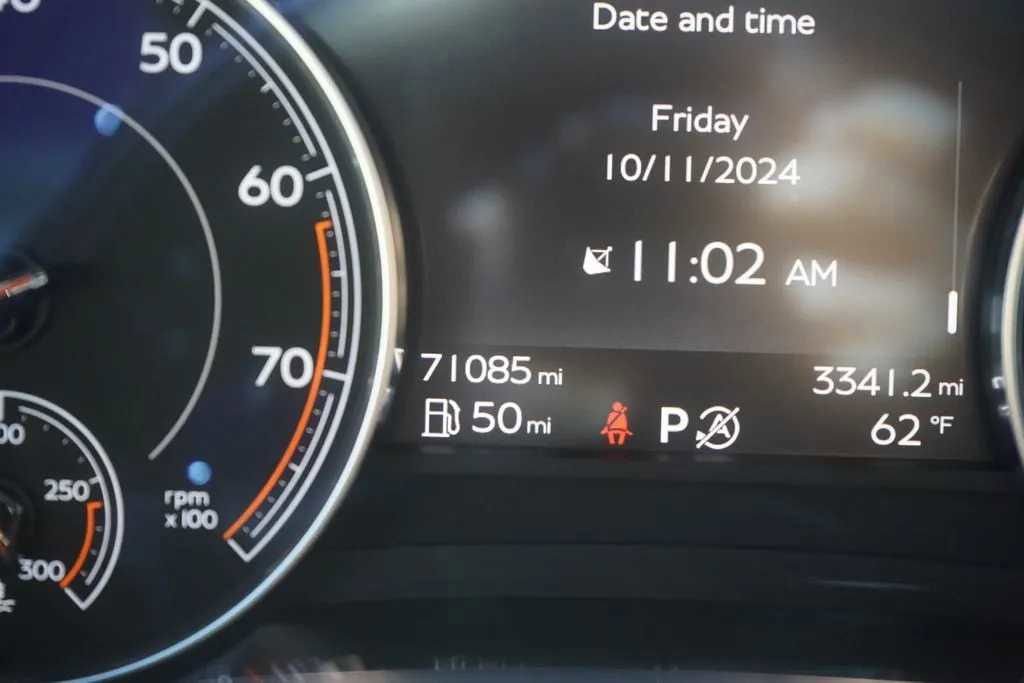 Date and time
50
Friday
10/11/2024
60
11:02 AM
70
71085 mi
3341.2 mi
50 mi
P
A
62 °F
250
rpm
x100
300